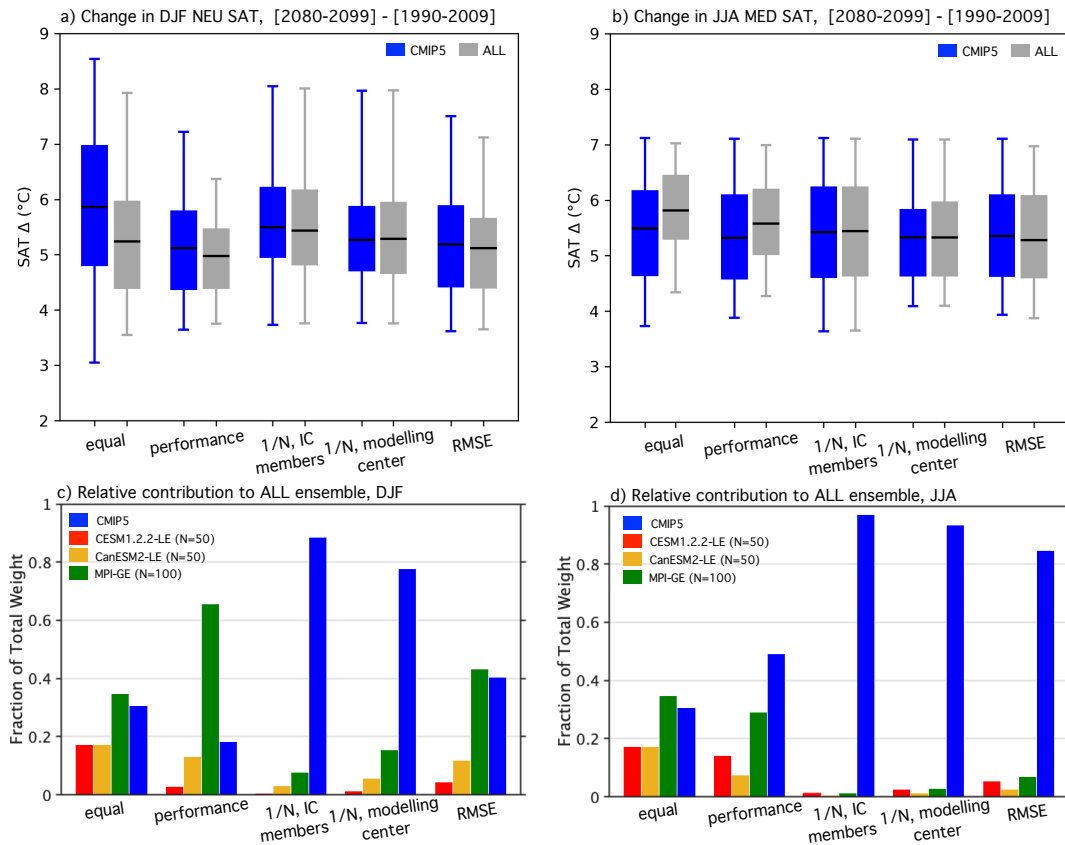 a) Change in DJF NEU SAT, [2080-2099] - [1990-2009]
CMIP5 ALL
SAT Δ (°C)
9
8
7
6
5
4
3
2
equal
performance
1/N, IC
members
1/N, modelling
center
RMSE
b) Change in JJA MED SAT, [2080-2099] - [1990-2009]
CMIP5 ALL
SAT Δ (°C)
9
8
7
6
5
4
3
2
equal
performance
1/N, IC
members
1/N, modelling
center
RMSE
c) Relative contribution to ALL ensemble, DJF
CMIP5
CESM1.2.2-LE (N=50)
CanESM2-LE (N=50)
MPI-GE (N=100)
Fraction of Total Weight
1
0.8
0.6
0.4
0.2
0
equal
performance
1/N, IC
members
1/N, modelling
center
RMSE
d) Relative contribution to ALL ensemble, JJA
CMIP5
CESM1.2.2-LE (N=50)
CanESM2-LE (N=50)
MPI-GE (N=100)
Fraction of Total Weight
1
0.8
0.6
0.4
0.2
0
equal
performance
1/N, IC
members
1/N, modelling
center
RMSE